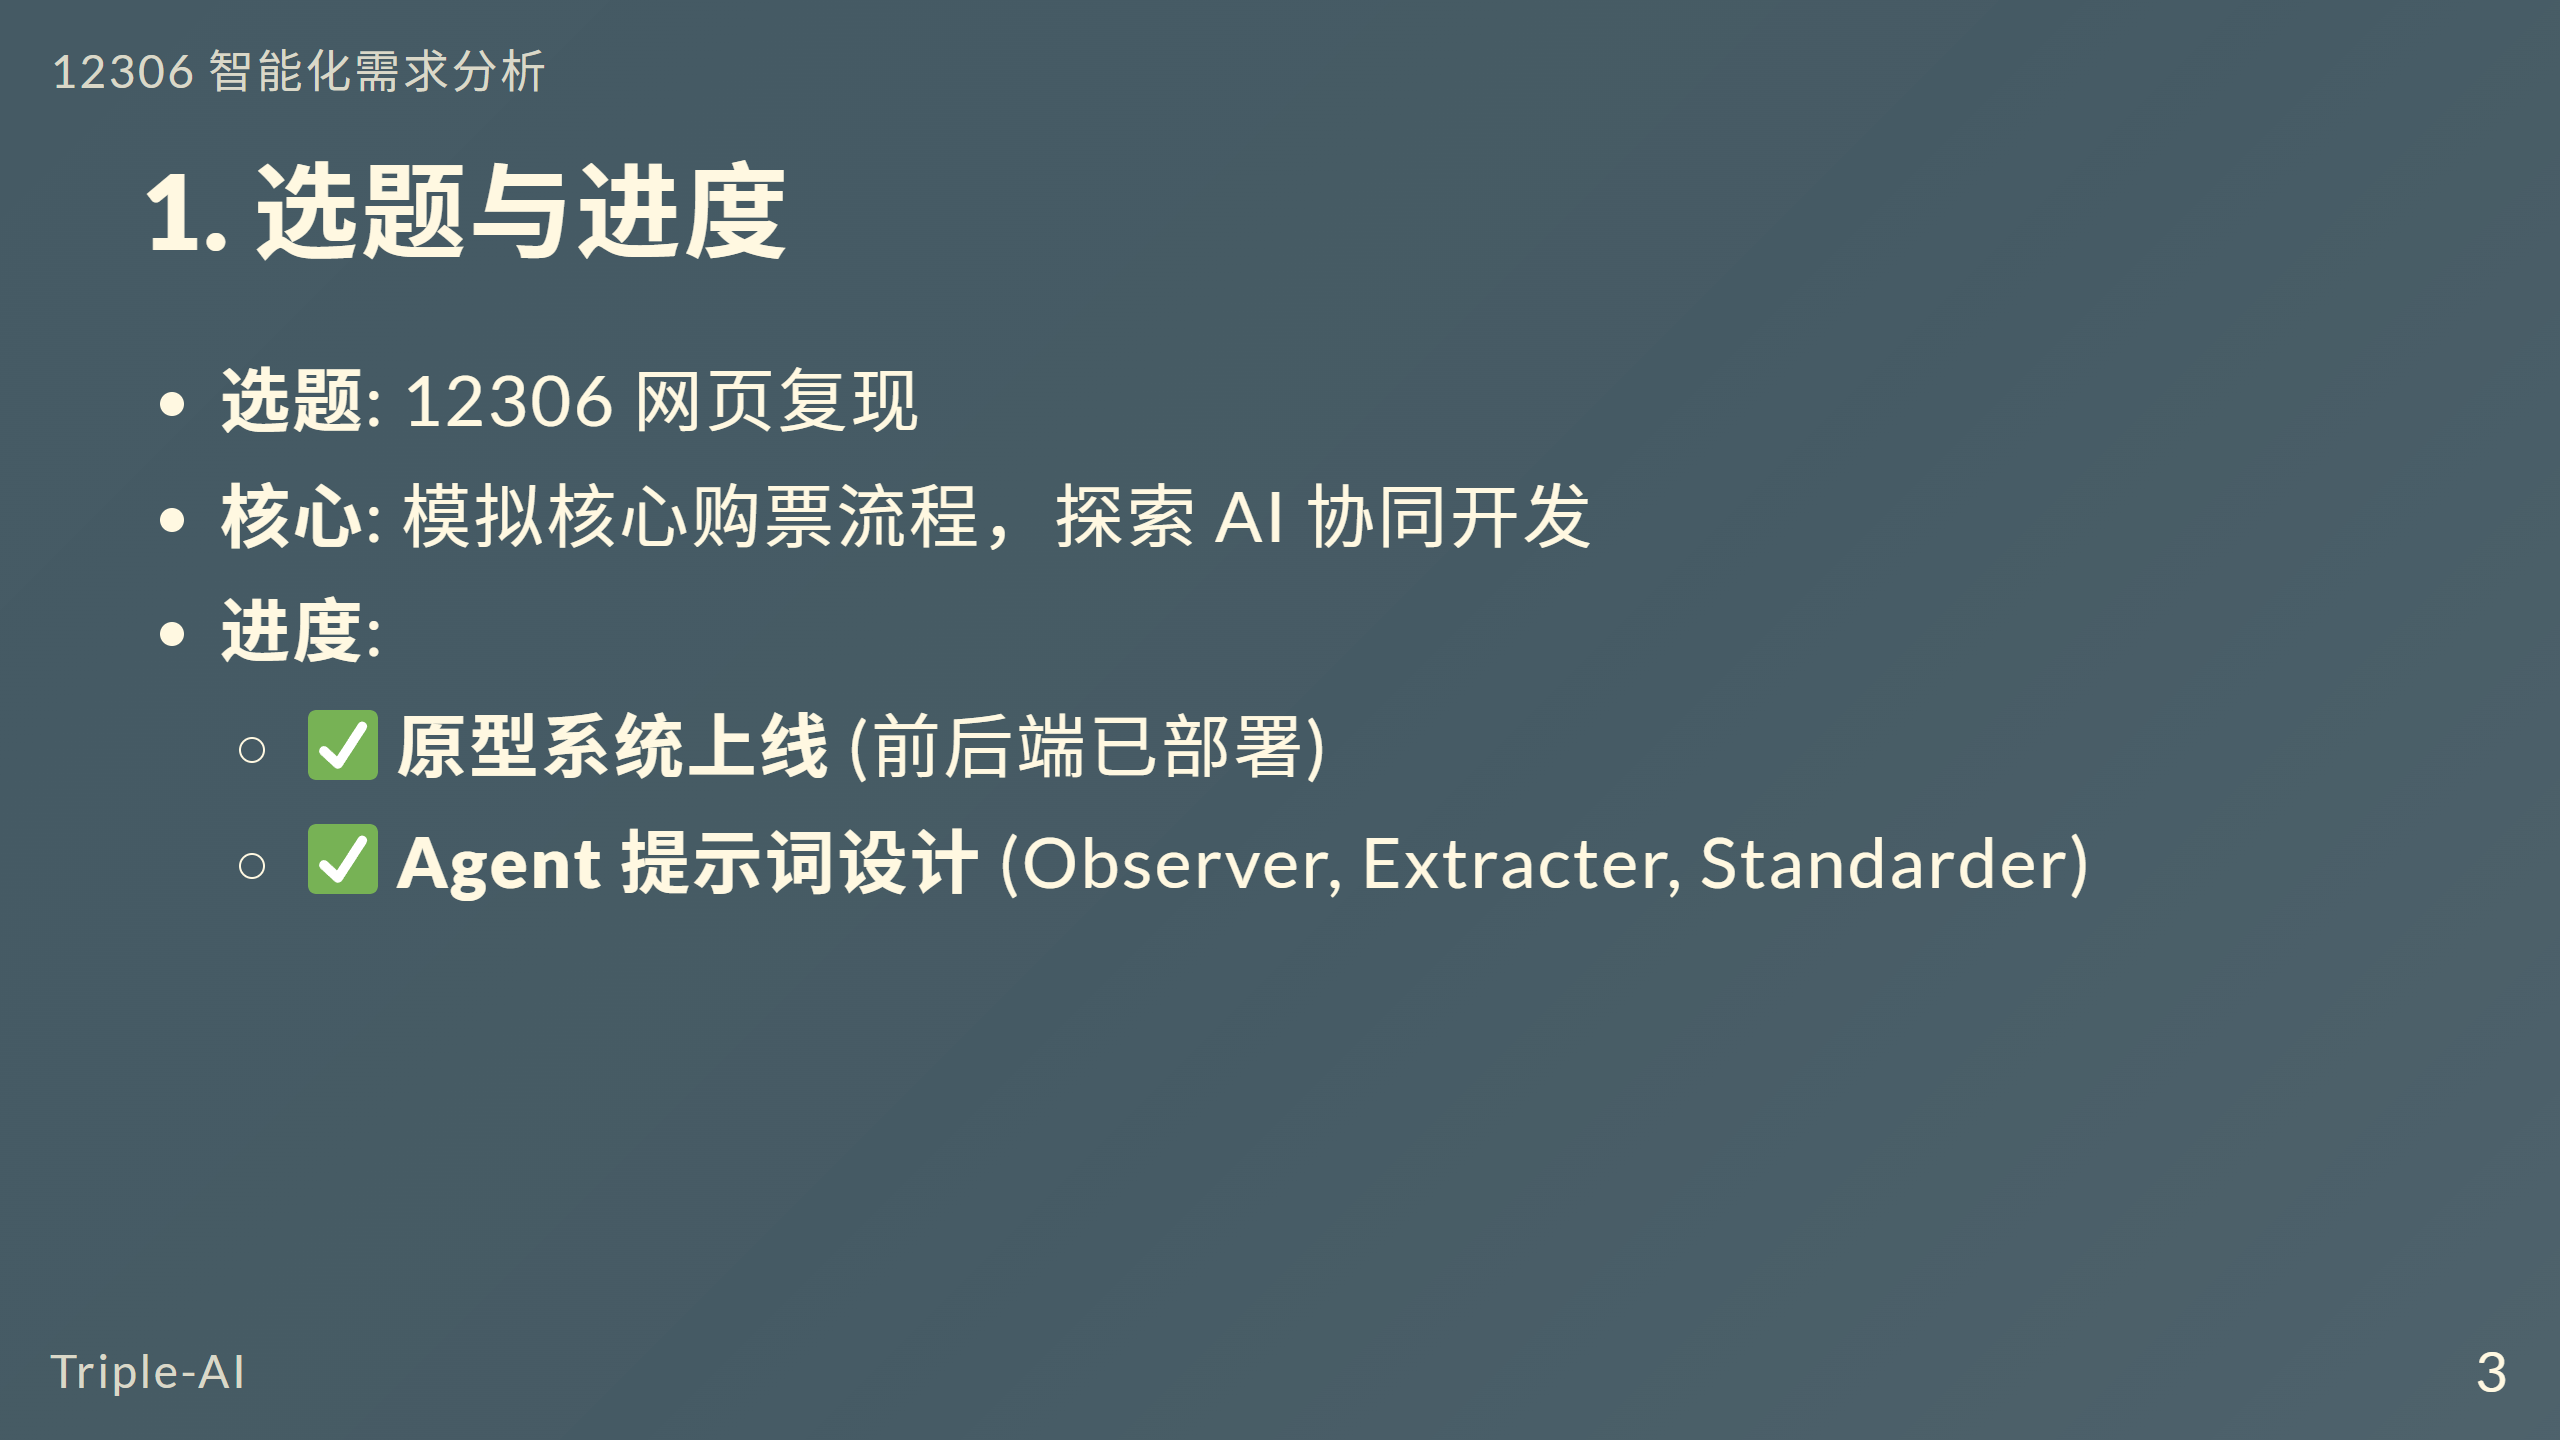 12306 智能化需求分析
1. 选题与进度
• 选题: 12306 网页复现
• 核心: 模拟核心购票流程，探索 AI 协同开发
• 进度:
○ ✅ 原型系统上线 (前后端已部署)
○ ✅ Agent 提示词设计 (Observer, Extracter, Standarder)
Triple-AI
3